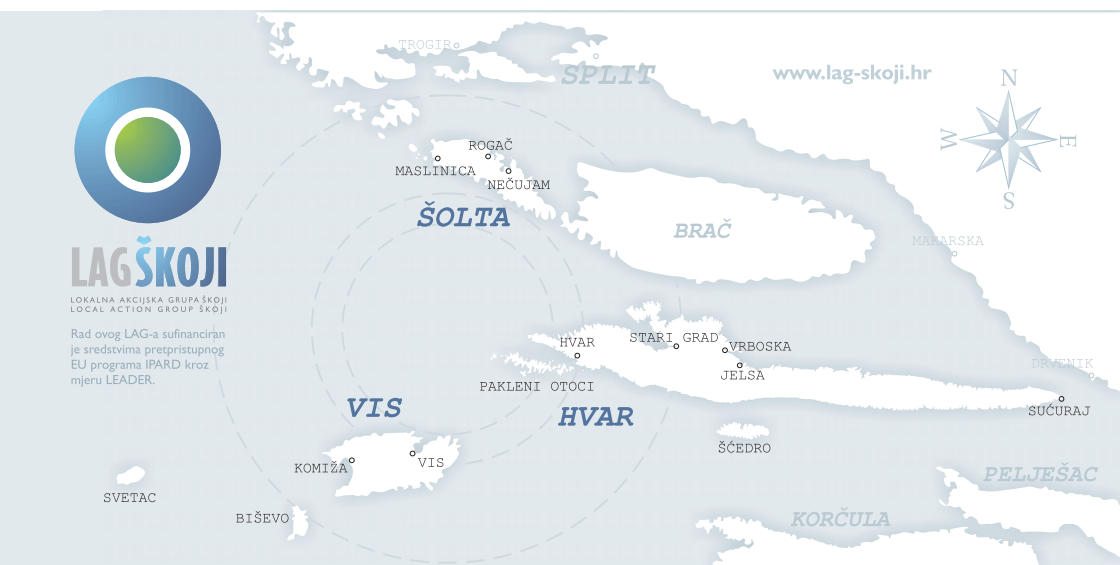 TROGIR
SPLIT
www.lag-skoji.hr
N
W
E
S
ROGAČ
MASLINICA
NEČUJAM
ŠOLTA
BRAČ
MAKARSKA
LAG ŠKOJI
LOKALNA AKCIJSKA GRUPA ŠKOJI
LOCAL ACTION GROUP ŠKOJI
Rad ovog LAG-a sufinanciran
je sredstvima pretpristupnog
EU programa IPARD kroz
mjeru LEADER.
HVAR
STARI GRAD
VRBOSKA
JELSA
DRVENIK
PAKLENI OTOCI
SUĆURAJ
VIS
HVAR
ŠĆEDRO
KOMIŽA
VIS
PELJEŠAC
SVETAC
BIŠEVO
KORČULA